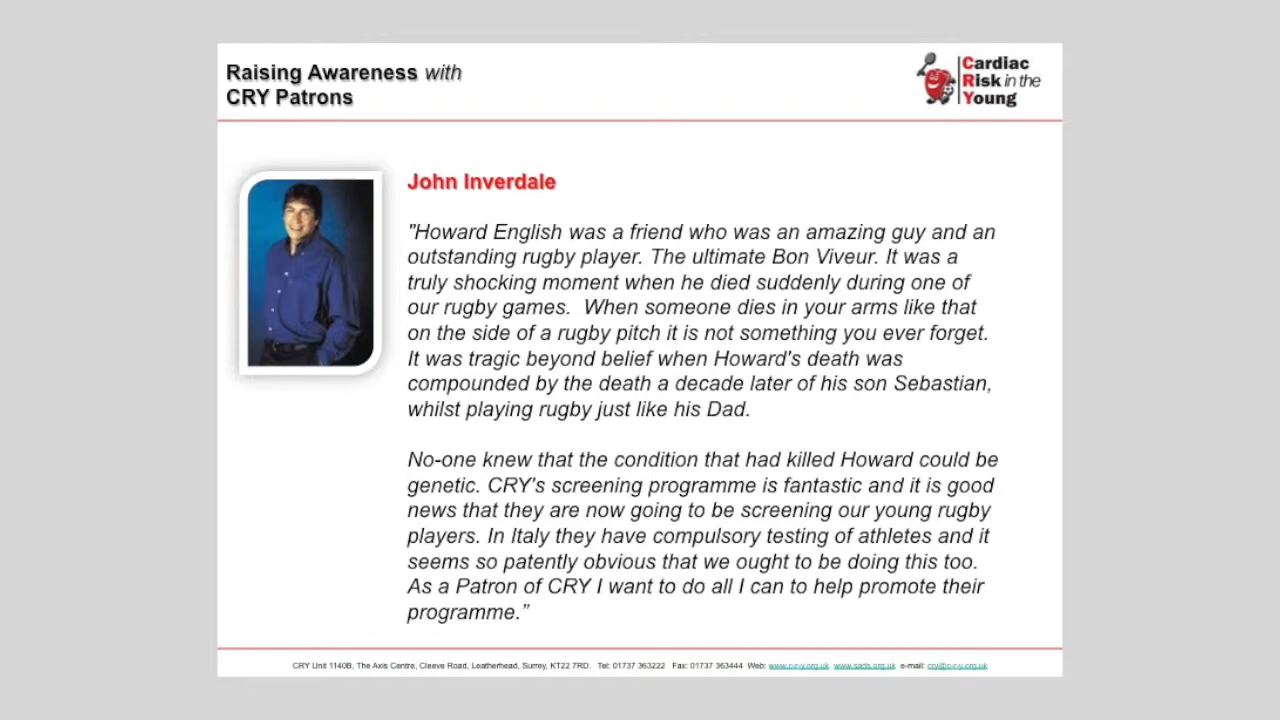 Raising Awareness with
CRY Patrons
Cardiac
Risk in the
Young
John Inverdale
"Howard English was a friend who was an amazing guy and an
outstanding rugby player. The ultimate Bon Viveur. It was a
truly shocking moment when he died suddenly during one of
our rugby games.  When someone dies in your arms like that
on the side of a rugby pitch it is not something you ever forget.
It was tragic beyond belief when Howard's death was
compounded by the death a decade later of his son Sebastian,
whilst playing rugby just like his Dad.
No-one knew that the condition that had killed Howard could be
genetic. CRY's screening programme is fantastic and it is good
news that they are now going to be screening our young rugby
players. In Italy they have compulsory testing of athletes and it
seems so patently obvious that we ought to be doing this too.
As a Patron of CRY I want to do all I can to help promote their
programme.”
CRY Unit 1140B, The Axis Centre, Cleeve Road, Leatherhead, Surrey, KT22 7RD.   Tel: 01737 363222   Fax: 01737 363444  Web: www.c-r-y.org.uk  www.sads.org.uk  e-mail: cry@c-r-y.org.uk